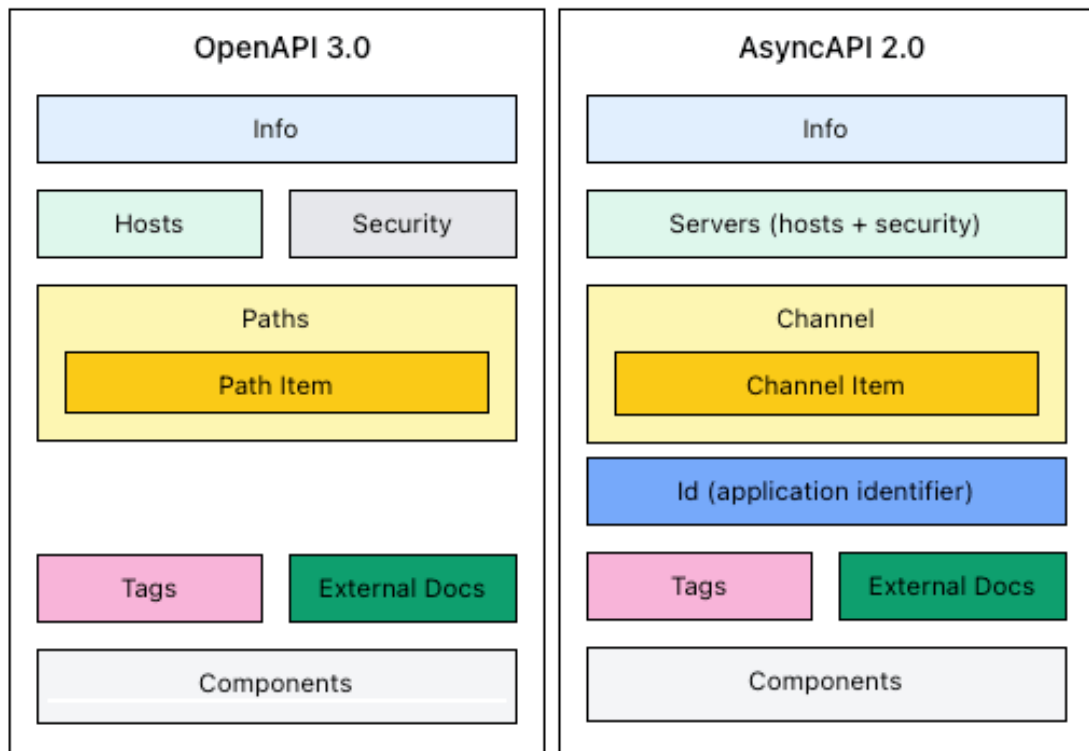 OpenAPI 3.0
Info
Hosts
Security
Paths
Path Item
Tags
External Docs
Components
AsyncAPI 2.0
Info
Servers (hosts + security)
Channel
Channel Item
Id (application identifier)
Tags
External Docs
Components